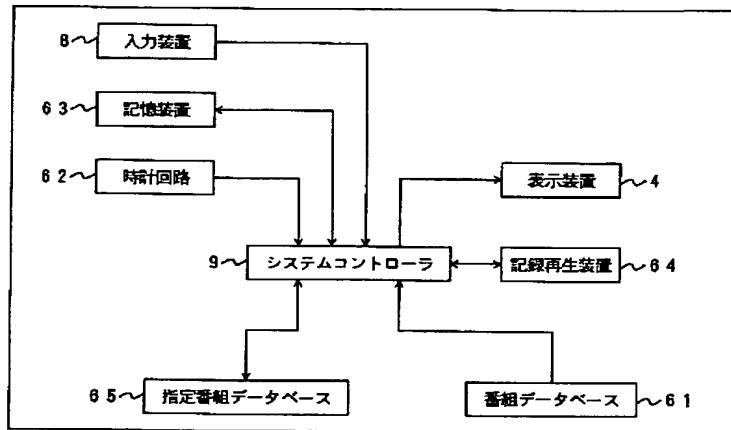 8 入力装置
63 記憶装置
62 時計回路
表示装置 4
9 システムコントローラ
記録再生装置 64
65 指定番組データベース
番組データベース 61